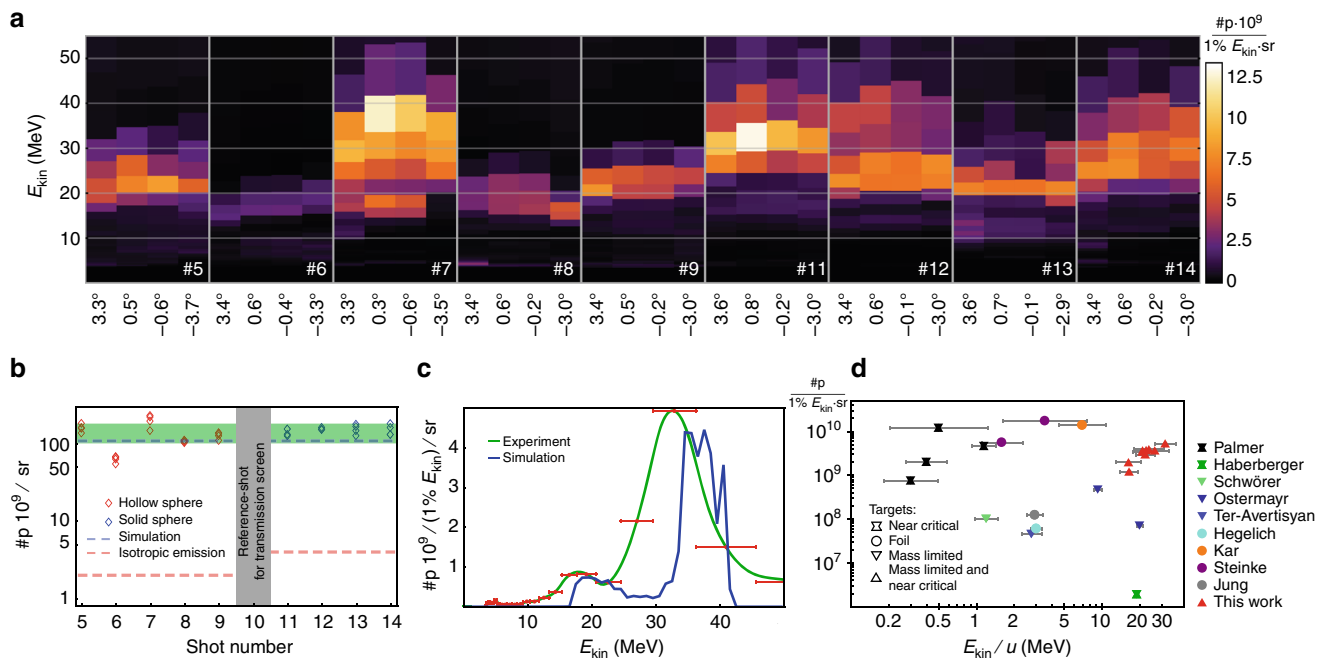 a
#p·10⁹
1% Ekin·sr
50
40
30
20
10
Ekin (MeV)
#5
#6
#7
#8
#9
#11
#12
#13
#14
12.5
10
7.5
5.0
2.5
0
3.3° 0.5° −0.6° −3.7° 3.4° 0.6° −0.4° −3.3° 3.3° 0.3° −0.6° −3.5° 3.4° 0.6° −0.2° −3.0° 3.4° 0.6° −0.2° −3.0° 3.6° 0.8° −0.2° −3.0° 3.4° 0.6° −0.1° −3.0° 3.6° 0.7° −0.1° −2.9° 3.4° 0.6° −0.2° −3.0°
b
#p 10⁹ / sr
100
50
10
5
1
Hollow sphere
Solid sphere
Simulation
Isotropic emission
Reference-shot
for transmission screen
5 6 7 8 9 10 11 12 13 14
Shot number
c
#p 10⁹ / (1% Ekin) / sr
4
3
2
1
Experiment
Simulation
10 20 30 40
Ekin (MeV)
d
#p
1% Ekin·sr
10¹⁰
10⁹
10⁸
10⁷
Targets:
Near critical
Foil
Mass limited
Mass limited and
near critical
0.2 0.5 1 2 5 10 20 30
Ekin / u (MeV)
Palmer
Haberberger
Schwörer
Ostermayr
Ter-Avertisyan
Hegelich
Kar
Steinke
Jung
This work